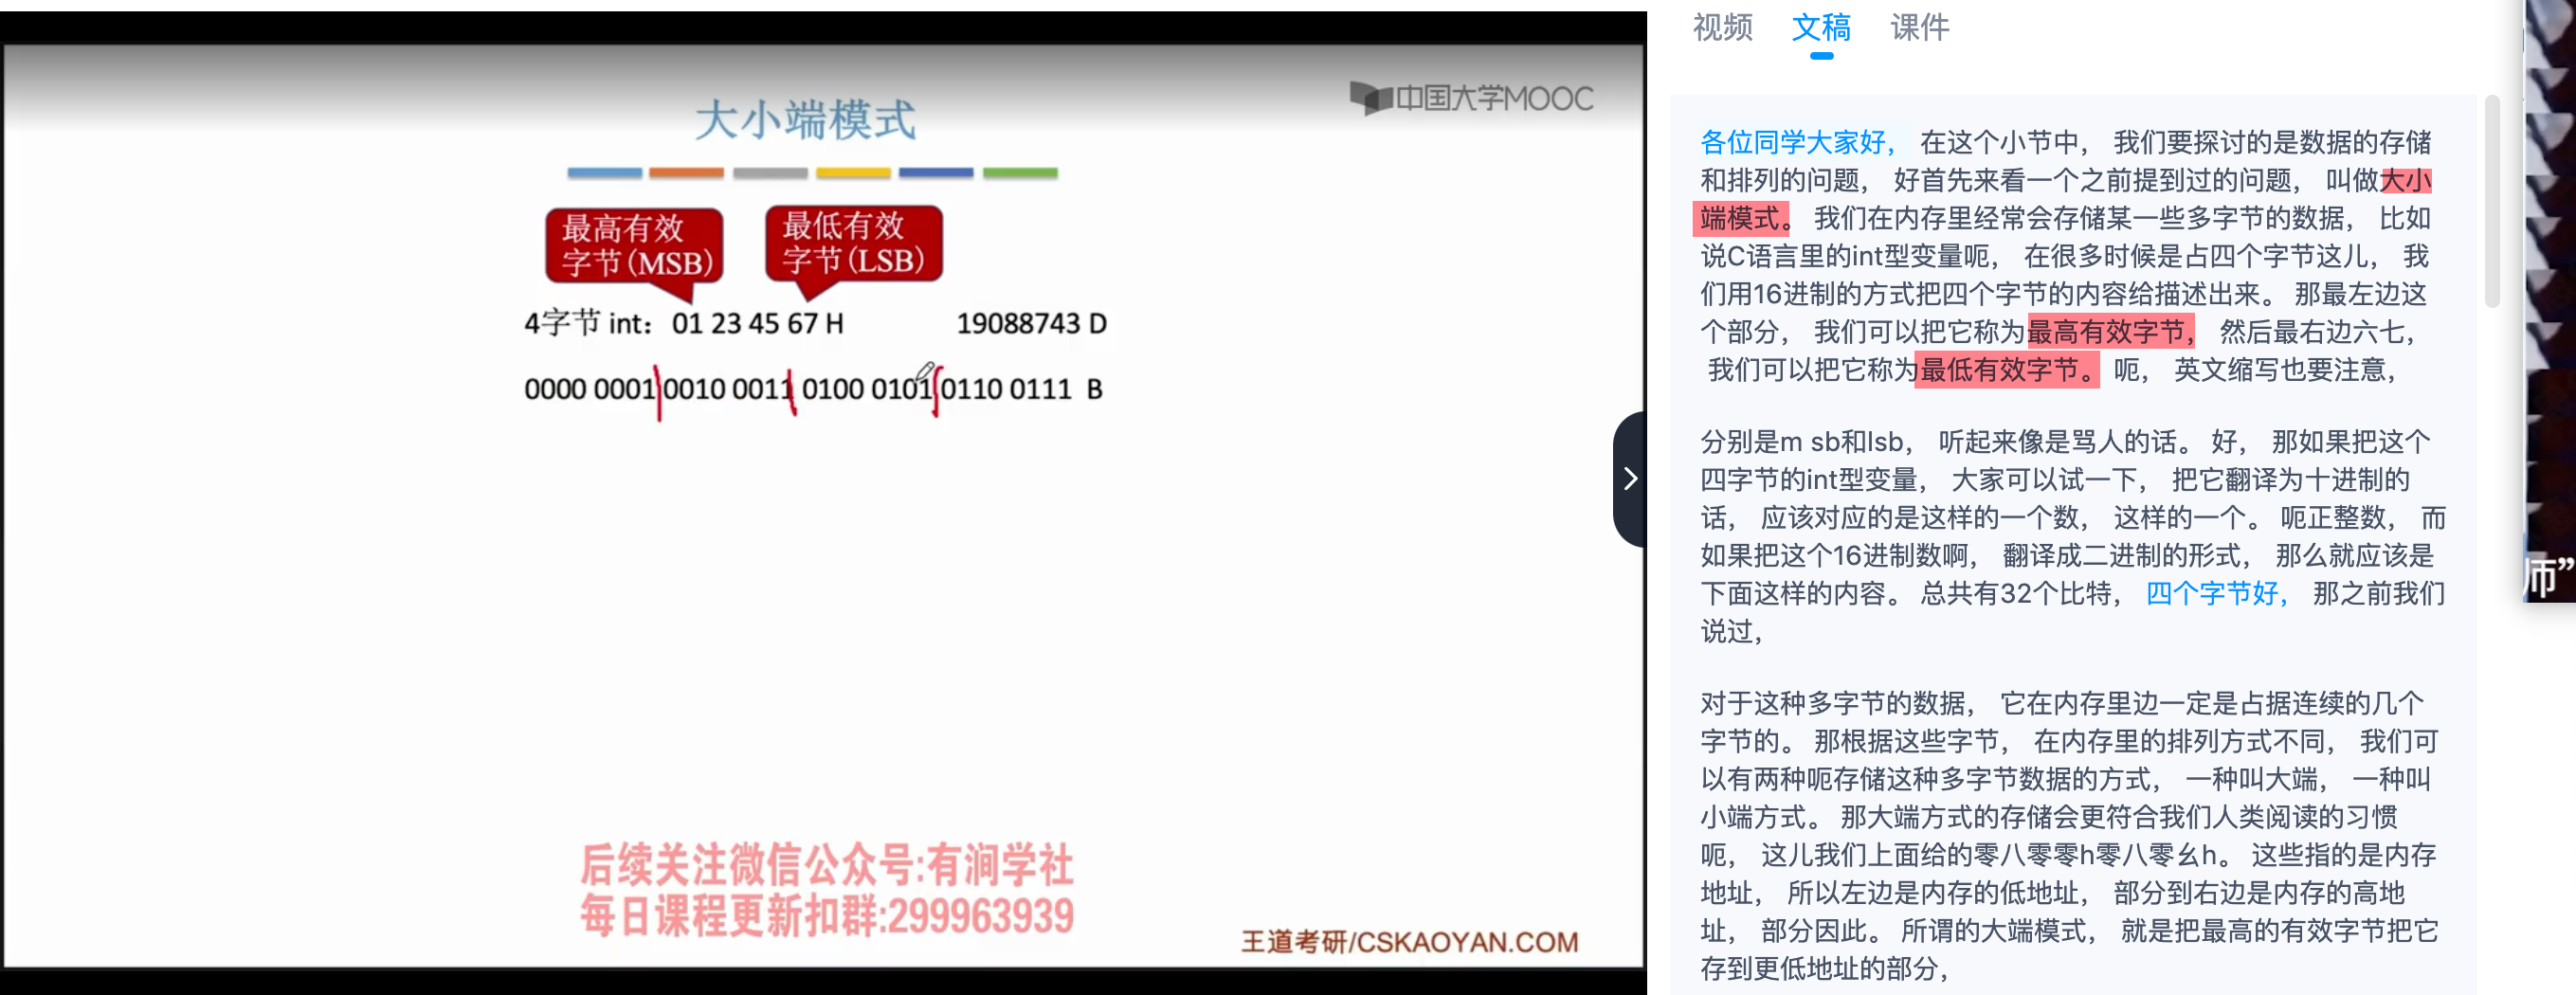 大小端模式
中国大学MOOC
最高有效
字节(MSB)
最低有效
字节(LSB)
4字节 int： 01 23 45 67 H 19088743 D
0000 0001 0010 0011 0100 0101 0110 0111 B
后续关注微信公众号:有涧学社
每日课程更新扣群:299963939
王道考研/CSKAOYAN.COM
视频 文稿 课件
各位同学大家好， 在这个小节中， 我们要探讨的是数据的存储
和排列的问题， 好首先来看一个之前提到过的问题， 叫做大小
端模式。 我们在内存里经常会存储某一些多字节的数据， 比如
说C语言里的int型变量呃， 在很多时候是占四个字节这儿， 我
们用16进制的方式把四个字节的内容给描述出来。 那最左边这
个部分， 我们可以把它称为最高有效字节， 然后最右边六七，
我们可以把它称为最低有效字节。 呃， 英文缩写也要注意，
分别是m sb和lsb， 听起来像是骂人的话。 好， 那如果把这个
四字节的int型变量， 大家可以试一下， 把它翻译为十进制的
话， 应该对应的是这样的一个数， 这样的一个。 呃正整数， 而
如果把这个16进制数啊， 翻译成二进制的形式， 那么就应该是
下面这样的内容。 总共有32个比特， 四个字节好， 那之前我们
说过，
对于这种多字节的数据， 它在内存里边一定是占据连续的几个
字节的。 那根据这些字节， 在内存里的排列方式不同， 我们可
以有两种呃存储这种多字节数据的方式， 一种叫大端， 一种叫
小端方式。 那大端方式的存储会更符合我们人类阅读的习惯
呃， 这儿我们上面给的零八零零h零八零幺h。 这些指的是内存
地址， 所以左边是内存的低地址， 部分到右边是内存的高地
址， 部分因此。 所谓的大端模式， 就是把最高的有效字节把它
存到更低地址的部分，
师”